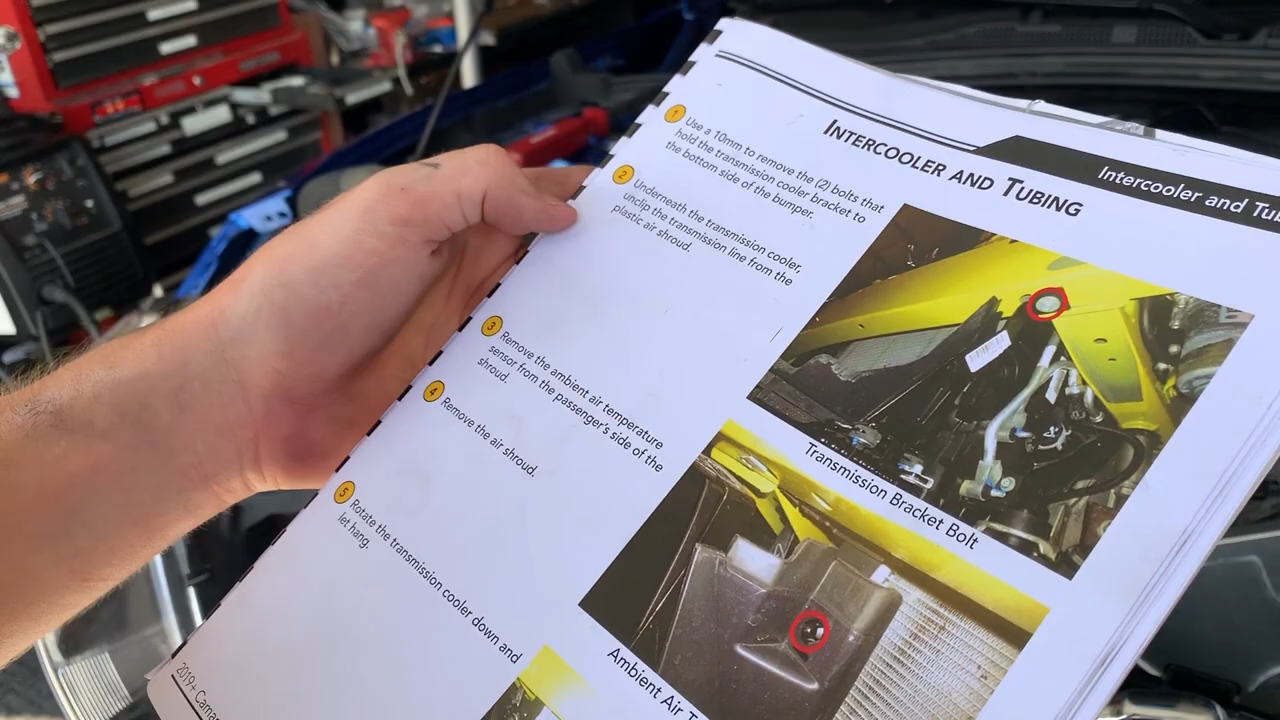 Intercooler and
INTERCOOLER AND TUBING
1 Use a 10mm to remove the (2) bolts that
hold the transmission cooler bracket to
the bottom side of the bumper.
2 Underneath the transmission cooler,
unclip the transmission line from the
plastic air shroud.
3 Remove the ambient air temperature
sensor from the passenger's side of the
shroud.
4 Remove the air shroud.
5 Rotate the transmission cooler down and
let hang.
Transmission Bracket Bolt
Ambient Air
2019+